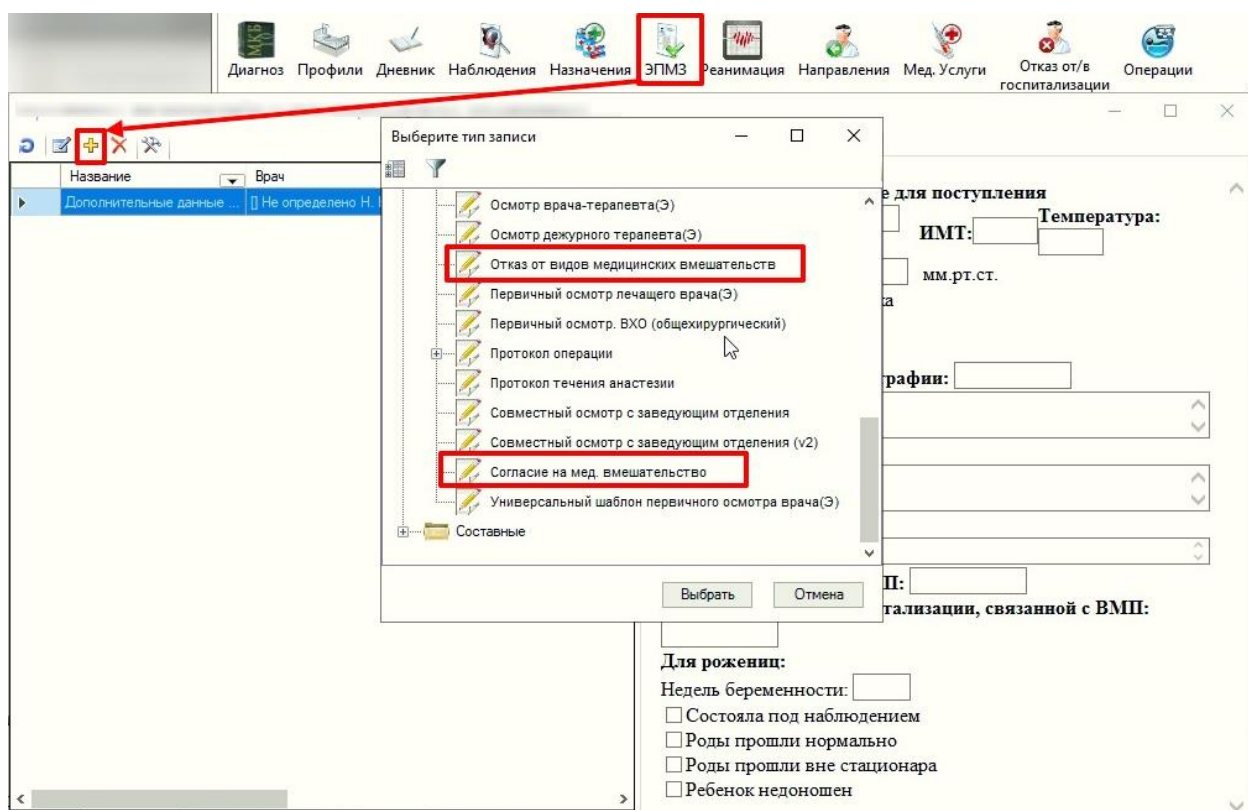 МКБ 10
Диагноз Профили Дневник Наблюдения Назначения ЭПМЗ Реанимация Направления Мед. Услуги Отказ от/в госпитализации Операции
Название Врач
Дополнительные данные ... [] Не определено Н.
Выберите тип записи
Осмотр врача-терапевта(Э)
Осмотр дежурного терапевта(Э)
Отказ от видов медицинских вмешательств
Первичный осмотр лечащего врача(Э)
Первичный осмотр. ВХО (общехирургический)
Протокол операции
Протокол течения анастезии
Совместный осмотр с заведующим отделения
Совместный осмотр с заведующим отделения (v2)
Согласие на мед. вмешательство
Универсальный шаблон первичного осмотра врача(Э)
Составные
Выбрать Отмена
е для поступления
ИМТ: Температура:
мм.рт.ст.
ка
рафии:
П:
тализации, связанной с ВМП:
Для рожениц:
Недель беременности:
Состояла под наблюдением
Роды прошли нормально
Роды прошли вне стационара
Ребенок недоношен